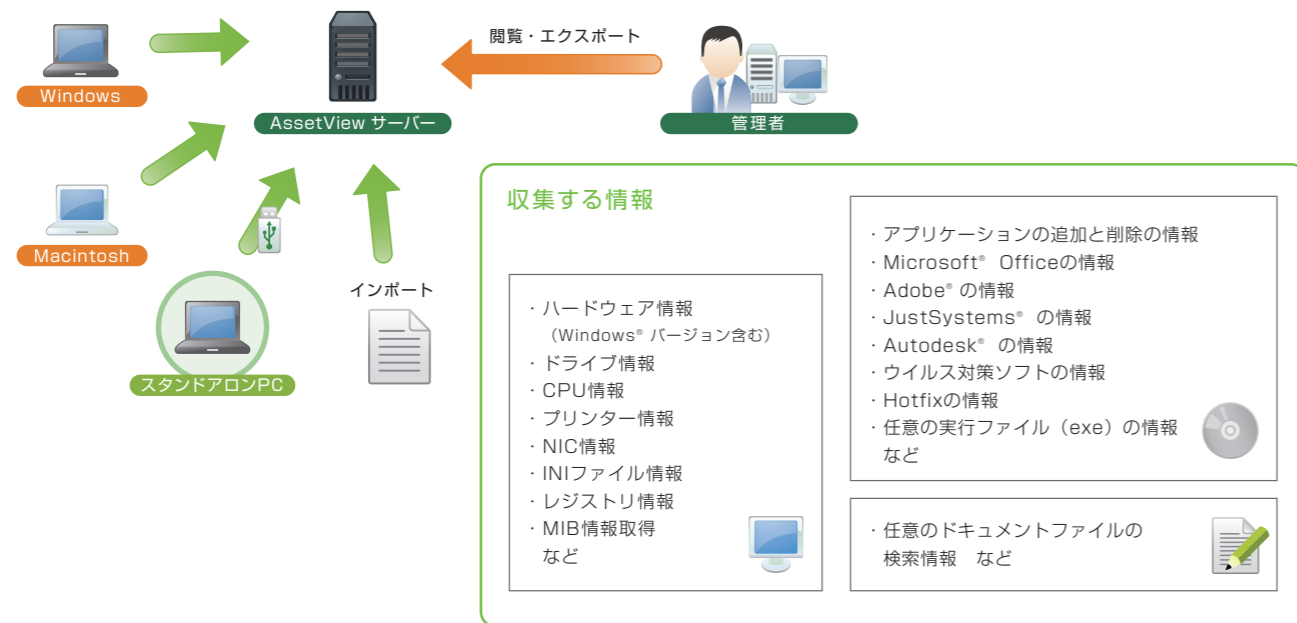 閲覧・エクスポート
Windows
AssetView サーバー
管理者
Macintosh
インポート
スタンドアロンPC
収集する情報
・ハードウェア情報
（Windows® バージョン含む）
・ドライブ情報
・CPU情報
・プリンター情報
・NIC情報
・INIファイル情報
・レジストリ情報
・MIB情報取得
など
・アプリケーションの追加と削除の情報
・Microsoft® Officeの情報
・Adobe® の情報
・JustSystems® の情報
・Autodesk® の情報
・ウイルス対策ソフトの情報
・Hotfixの情報
・任意の実行ファイル（exe）の情報
など
・任意のドキュメントファイルの
検索情報　など